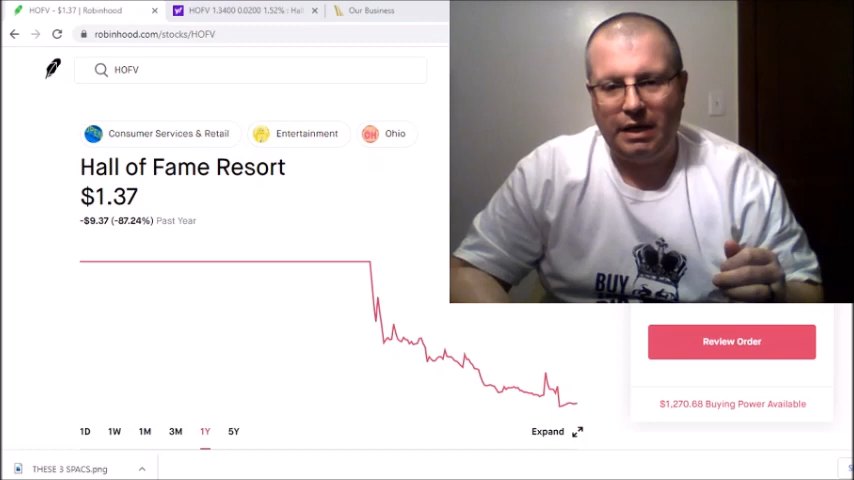 HOFV - $1.37 | Robinhood
HOFV 1.3400 0.0200 1.52% : Hall
Our Business
robinhood.com/stocks/HOFV
HOFV
Consumer Services & Retail
Entertainment
OH
Ohio
Hall of Fame Resort
$1.37
-$9.37 (-87.24%) Past Year
BUY
Review Order
$1,270.68 Buying Power Available
1D 1W 1M 3M 1Y 5Y
Expand
THESE 3 SPACS.png